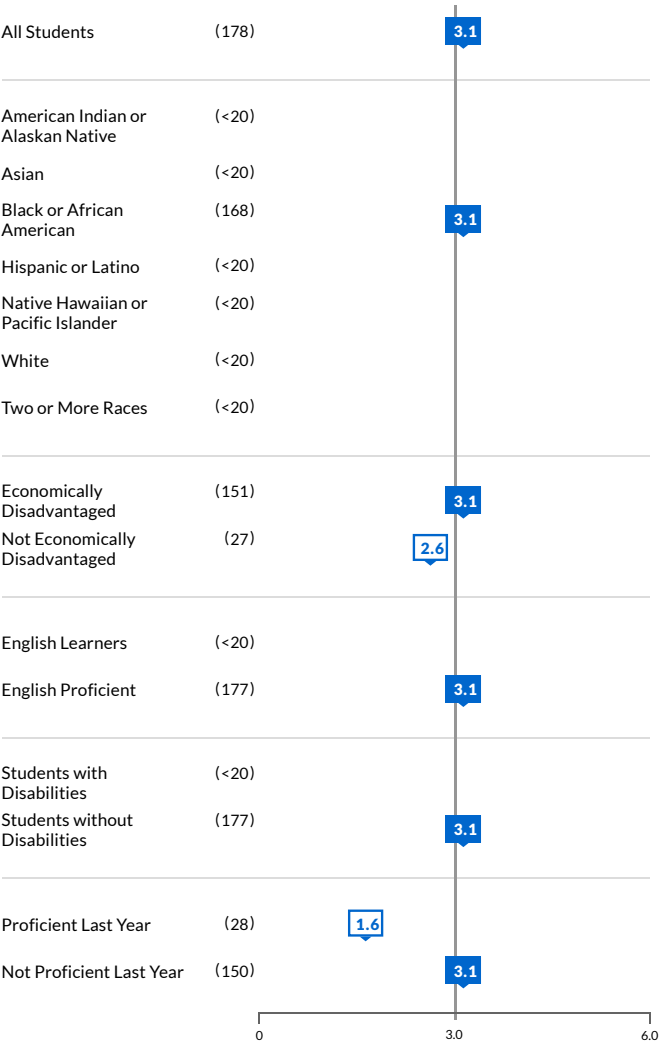 All Students (178) 3.1
American Indian or
Alaskan Native (<20)
Asian (<20)
Black or African
American (168) 3.1
Hispanic or Latino (<20)
Native Hawaiian or
Pacific Islander (<20)
White (<20)
Two or More Races (<20)
Economically
Disadvantaged (151) 3.1
Not Economically
Disadvantaged (27) 2.6
English Learners (<20)
English Proficient (177) 3.1
Students with
Disabilities (<20)
Students without
Disabilities (177) 3.1
Proficient Last Year (28) 1.6
Not Proficient Last Year (150) 3.1
0 3.0 6.0